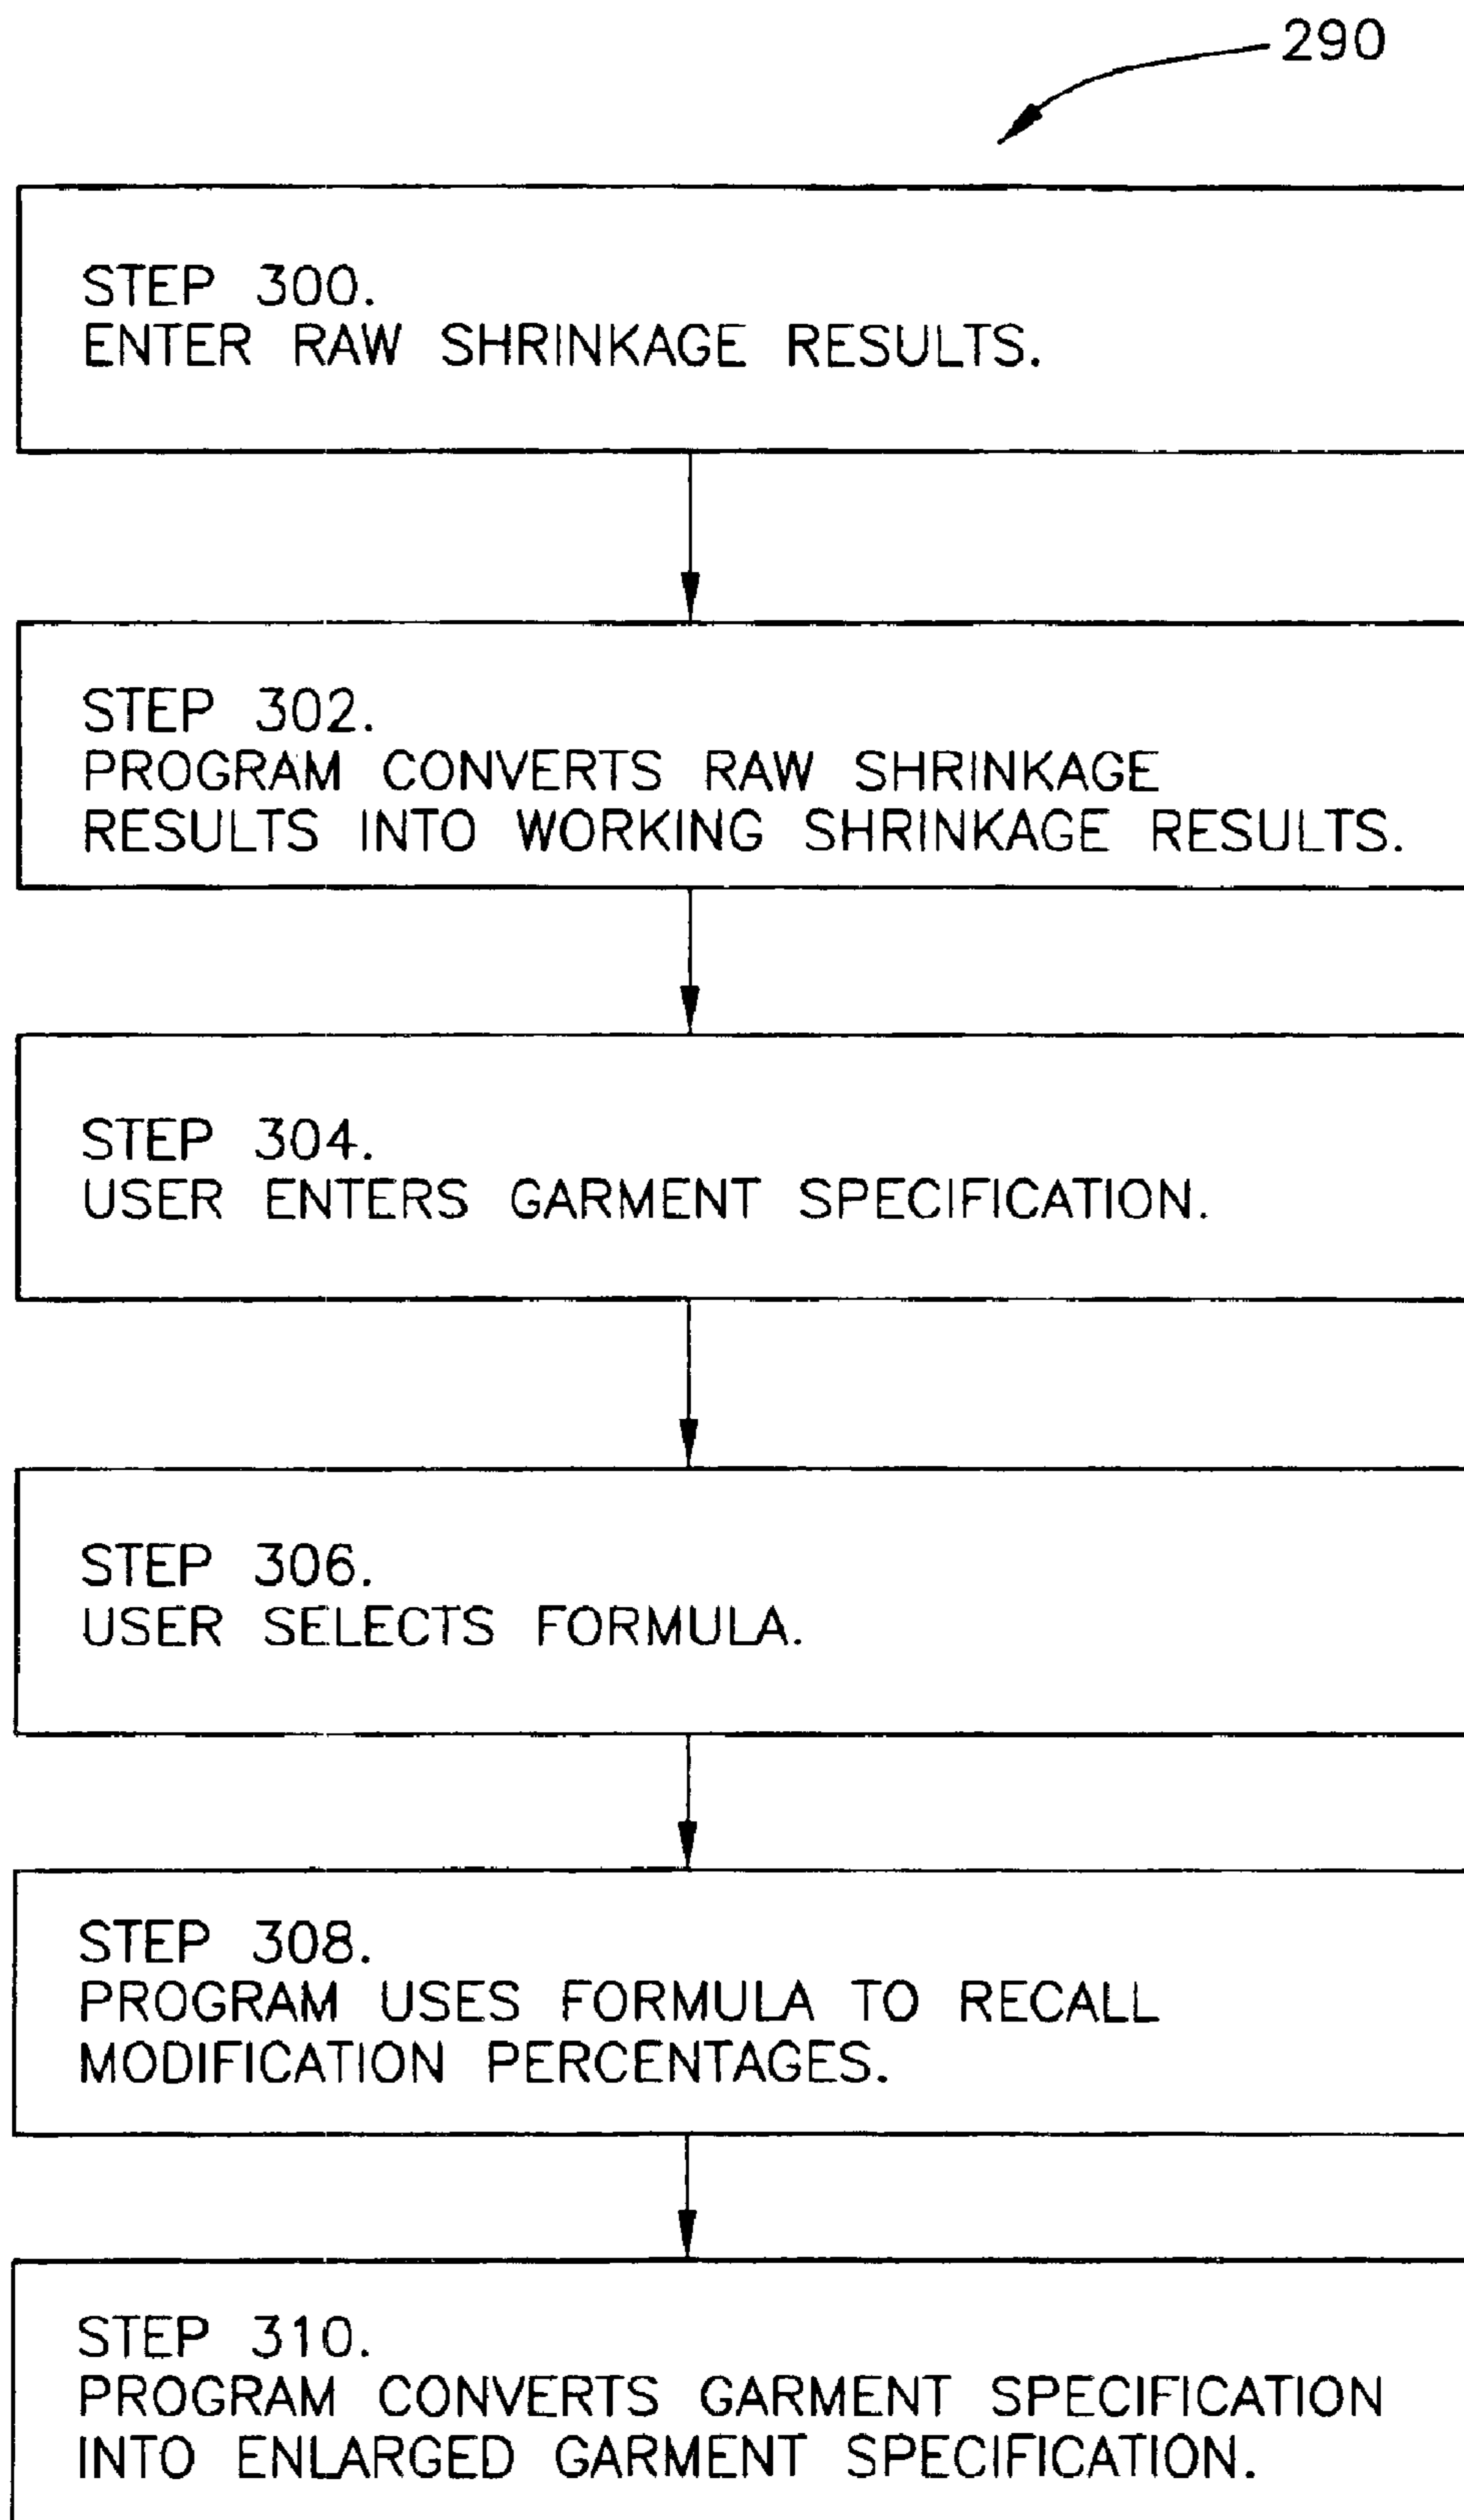 290
STEP 300.
ENTER RAW SHRINKAGE RESULTS.
STEP 302.
PROGRAM CONVERTS RAW SHRINKAGE
RESULTS INTO WORKING SHRINKAGE RESULTS.
STEP 304.
USER ENTERS GARMENT SPECIFICATION.
STEP 306.
USER SELECTS FORMULA.
STEP 308.
PROGRAM USES FORMULA TO RECALL
MODIFICATION PERCENTAGES.
STEP 310.
PROGRAM CONVERTS GARMENT SPECIFICATION
INTO ENLARGED GARMENT SPECIFICATION.